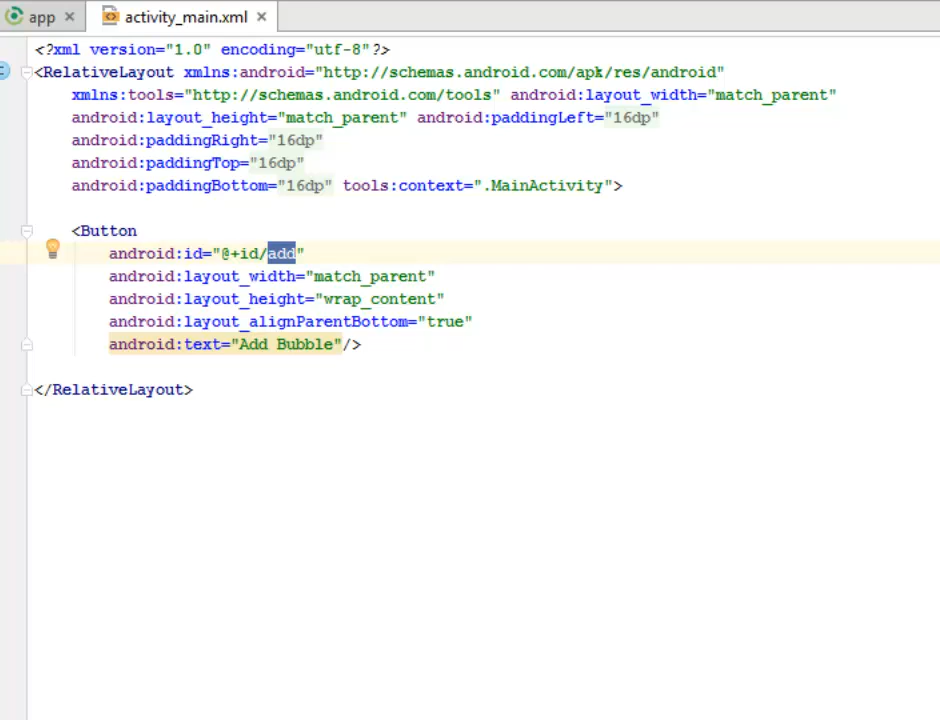 app
activity_main.xml
<?xml version="1.0" encoding="utf-8"?>
<RelativeLayout xmlns:android="http://schemas.android.com/apk/res/android"
xmlns:tools="http://schemas.android.com/tools" android:layout_width="match_parent"
android:layout_height="match_parent" android:paddingLeft="16dp"
android:paddingRight="16dp"
android:paddingTop="16dp"
android:paddingBottom="16dp" tools:context=".MainActivity">
<Button
android:id="@+id/add"
android:layout_width="match_parent"
android:layout_height="wrap_content"
android:layout_alignParentBottom="true"
android:text="Add Bubble"/>
</RelativeLayout>